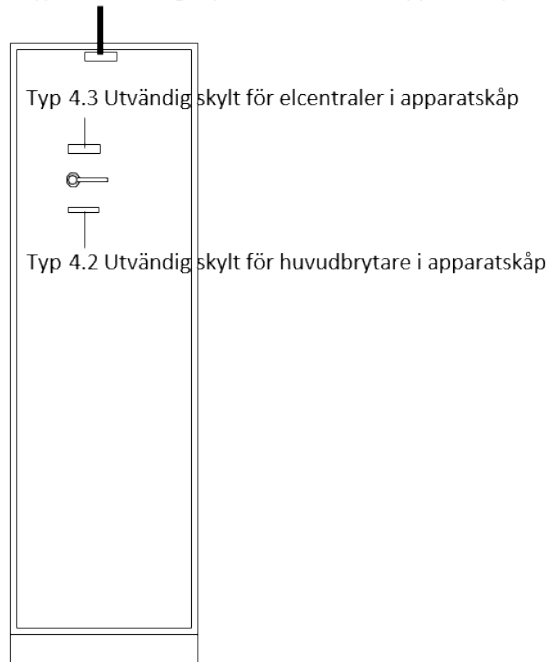 Typ 4.3 Utvändig skylt för elcentraler i apparatskåp
Typ 4.2 Utvändig skylt för huvudbrytare i apparatskåp